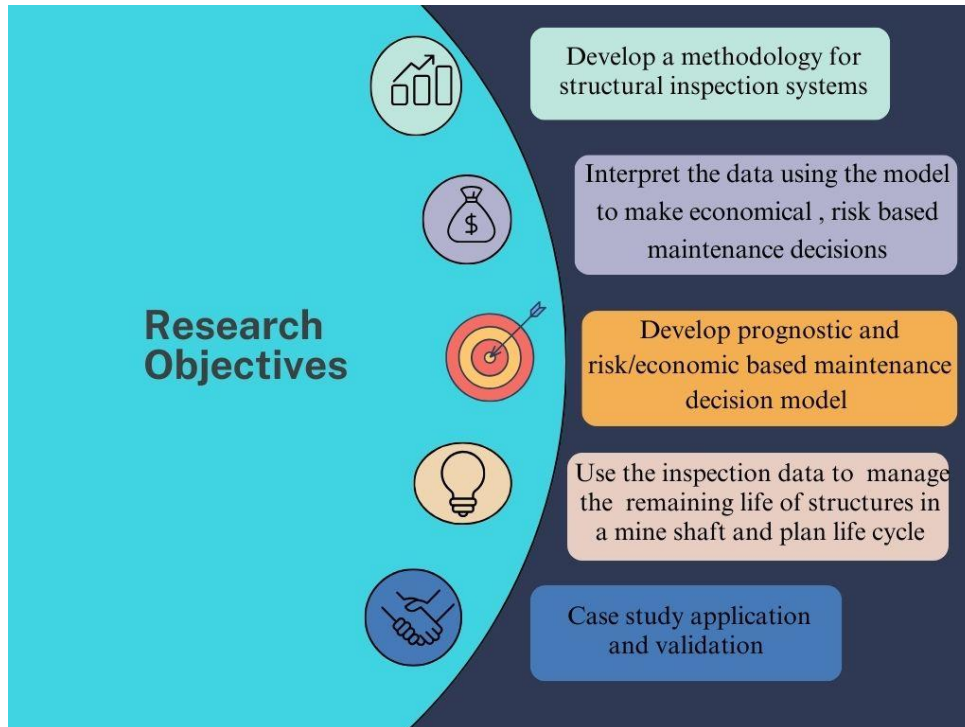 Research
Objectives
Develop a methodology for
structural inspection systems
Interpret the data using the model
to make economical , risk based
maintenance decisions
$
Develop prognostic and
risk/economic based maintenance
decision model
Use the inspection data to manage
the remaining life of structures in
a mine shaft and plan life cycle
Case study application
and validation